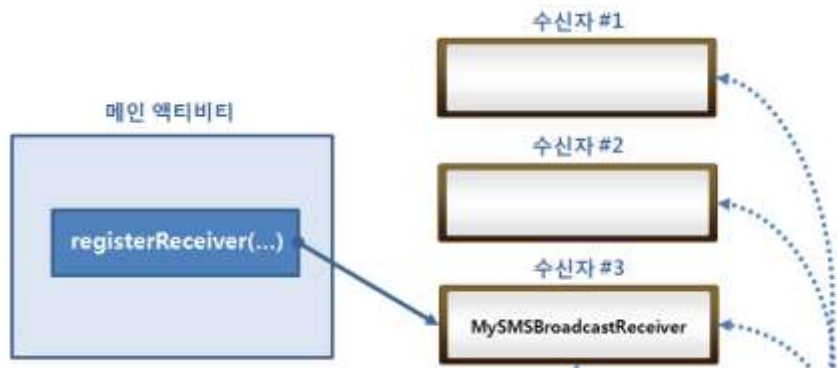 수신자 #1
메인 액티비티
수신자 #2
registerReceiver(...)
수신자 #3
MySMSBroadcastReceiver